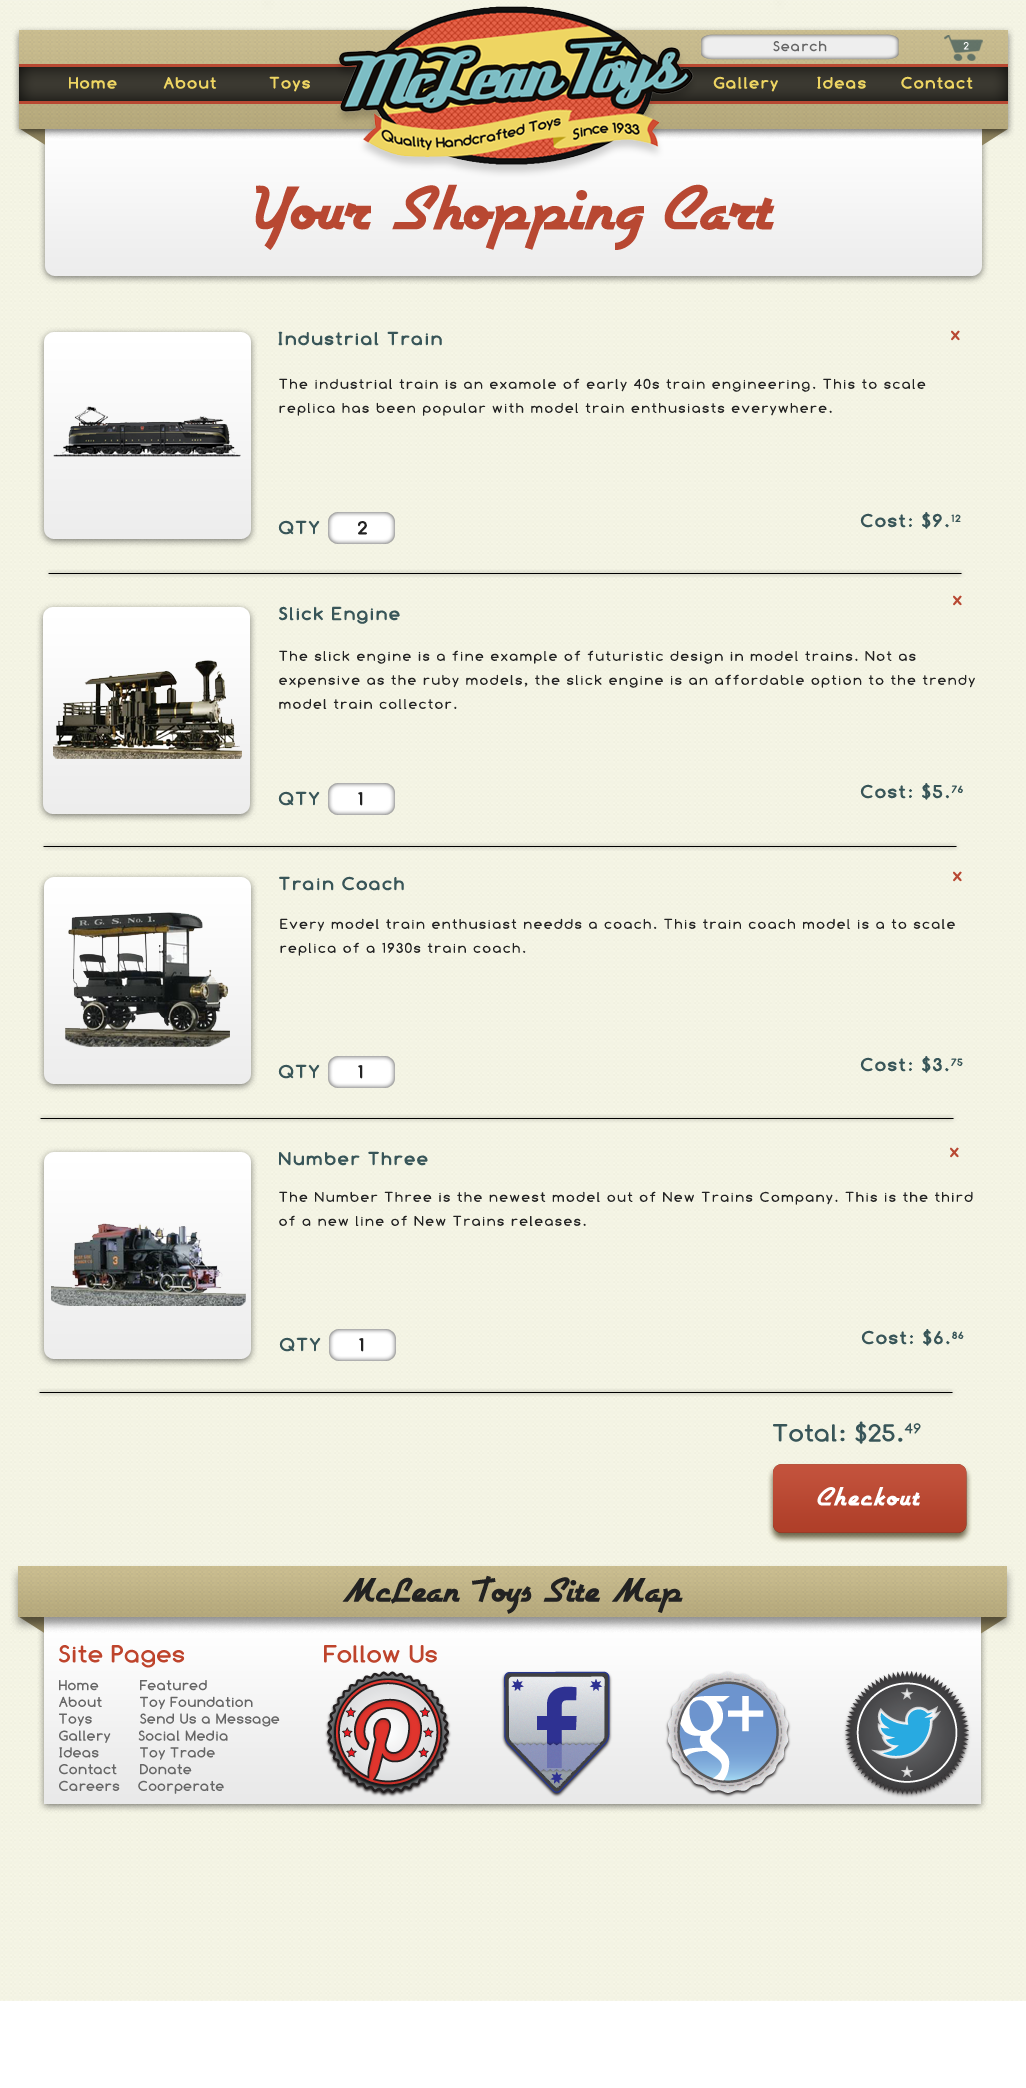 Search
2
Home About Toys
McLean Toys
Gallery Ideas Contact
Quality Handcrafted Toys Since 1933
Your Shopping Cart
Industrial Train
x
The industrial train is an examole of early 40s train engineering. This to scale
replica has been popular with model train enthusiasts everywhere.
QTY 2
Cost: $9.12
Slick Engine
x
The slick engine is a fine example of futuristic design in model trains. Not as
expensive as the ruby models, the slick engine is an affordable option to the trendy
model train collector.
QTY 1
Cost: $5.76
Train Coach
x
R. G. S. No. 1.
Every model train enthusiast needds a coach. This train coach model is a to scale
replica of a 1930s train coach.
QTY 1
Cost: $3.75
Number Three
x
The Number Three is the newest model out of New Trains Company. This is the third
of a new line of New Trains releases.
3
QTY 1
Cost: $6.86
Total: $25.49
Checkout
McLean Toys Site Map
Site Pages
Follow Us
Home Featured
About Toy Foundation
Toys Send Us a Message
Gallery Social Media
Ideas Toy Trade
Contact Donate
Careers Coorperate
p
f
g+